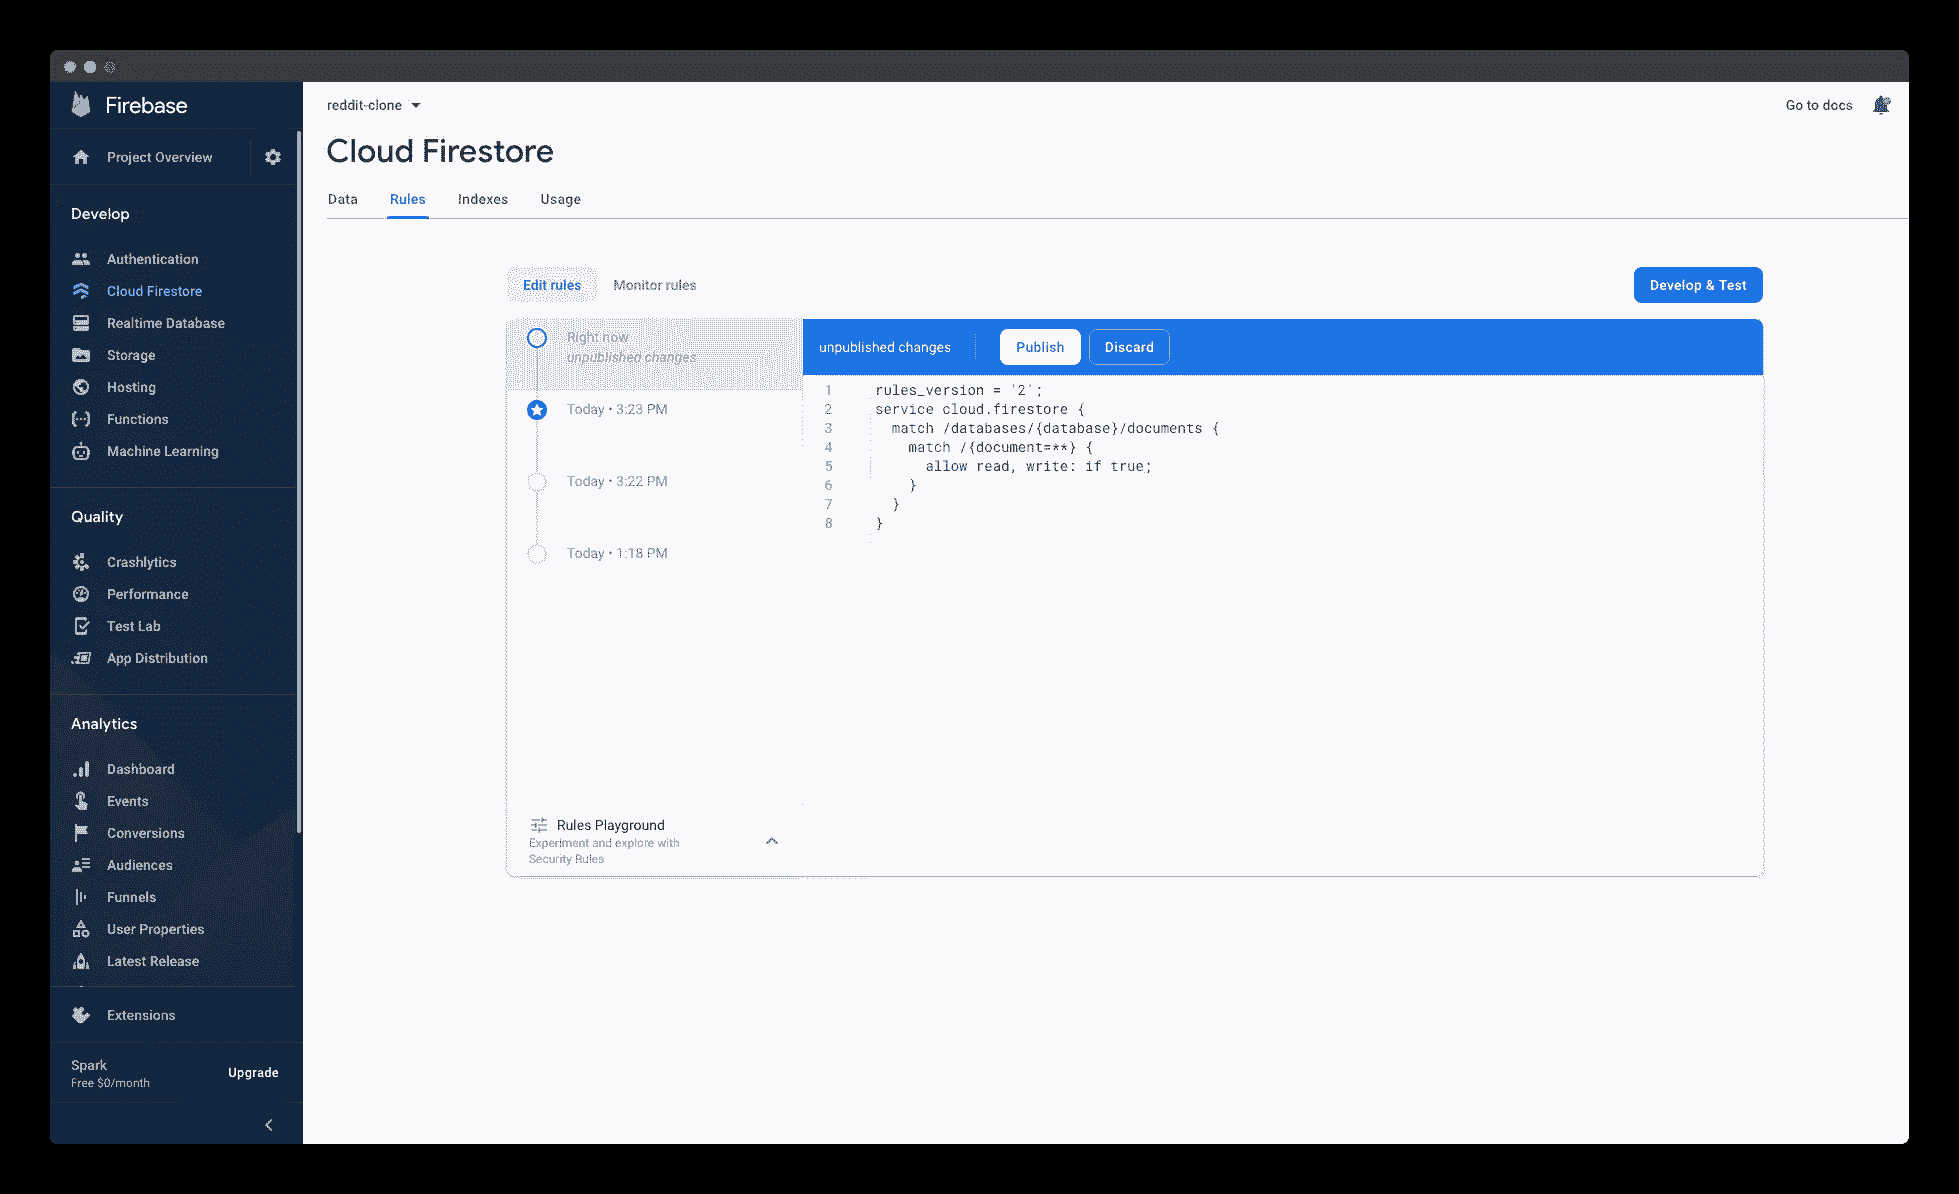 Firebase
Project Overview
Develop
Authentication
Cloud Firestore
Realtime Database
Storage
Hosting
Functions
Machine Learning
Quality
Crashlytics
Performance
Test Lab
App Distribution
Analytics
Dashboard
Events
Conversions
Audiences
Funnels
User Properties
Latest Release
Extensions
Spark
Free $0/month
Upgrade
reddit-clone
Go to docs
Cloud Firestore
Data Rules Indexes Usage
Edit rules Monitor rules
Develop & Test
Right now
unpublished changes
Today • 3:23 PM
Today • 3:22 PM
Today • 1:18 PM
Rules Playground
Experiment and explore with
Security Rules
unpublished changes Publish Discard
1 rules_version = '2';
2 service cloud.firestore {
3 match /databases/{database}/documents {
4 match /{document=**} {
5 allow read, write: if true;
6 }
7 }
8 }